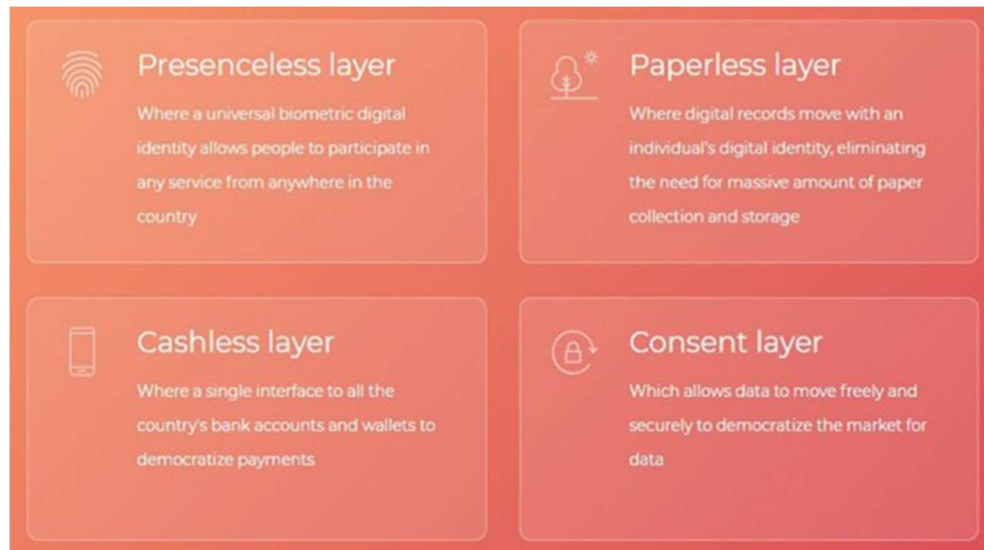 Presenceless layer
Where a universal biometric digital
identity allows people to participate in
any service from anywhere in the
country
Paperless layer
Where digital records move with an
individual's digital identity, eliminating
the need for massive amount of paper
collection and storage
Cashless layer
Where a single interface to all the
country's bank accounts and wallets to
democratize payments
Consent layer
Which allows data to move freely and
securely to democratize the market for
data